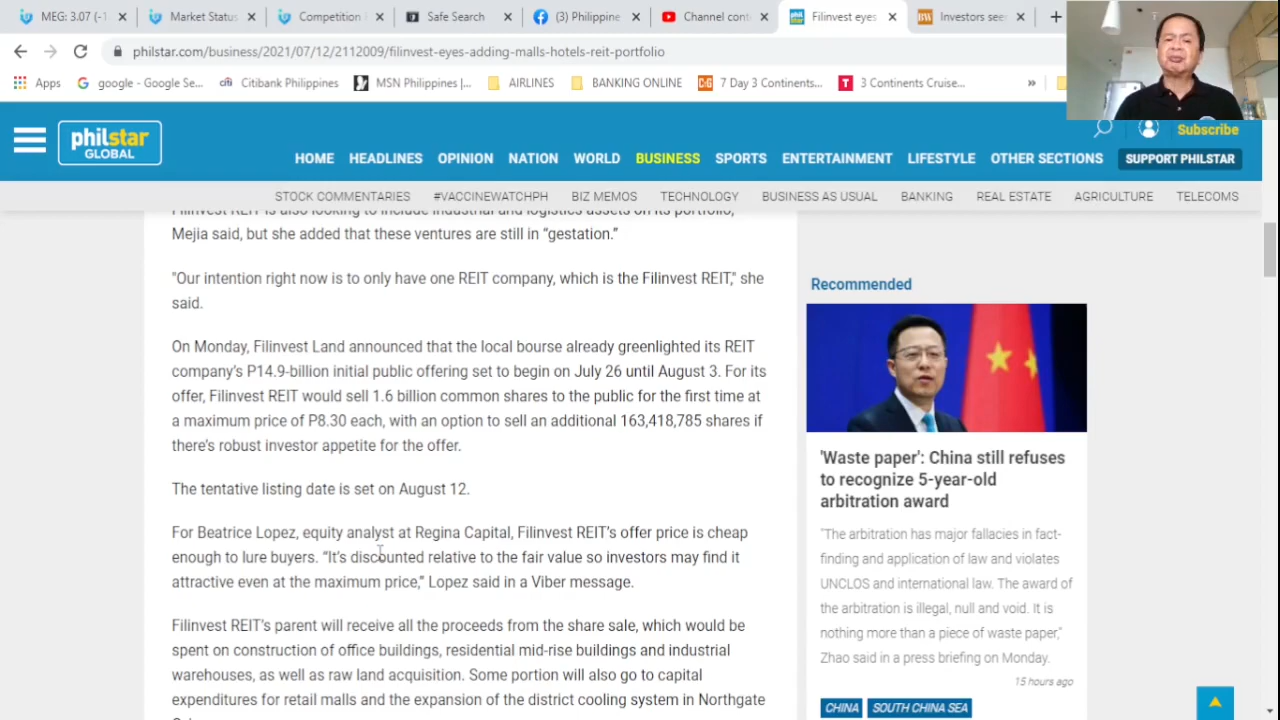 MEG: 3.07 (-1
Market Status
Competition
Safe Search
(3) Philippine
Channel cont
Filinvest eyes
Investors see
philstar.com/business/2021/07/12/2112009/filinvest-eyes-adding-malls-hotels-reit-portfolio
Apps
google - Google Se...
Citibank Philippines
MSN Philippines |...
AIRLINES
BANKING ONLINE
7 Day 3 Continents...
3 Continents Cruise...
»
philstar
GLOBAL
Subscribe
HOME HEADLINES OPINION NATION WORLD BUSINESS SPORTS ENTERTAINMENT LIFESTYLE OTHER SECTIONS SUPPORT PHILSTAR
STOCK COMMENTARIES #VACCINEWATCHPH BIZ MEMOS TECHNOLOGY BUSINESS AS USUAL BANKING REAL ESTATE AGRICULTURE TELECOMS
Filinvest REIT is also looking to include industrial and logistics assets on its portfolio,
Mejia said, but she added that these ventures are still in “gestation.”
"Our intention right now is to only have one REIT company, which is the Filinvest REIT," she
said.
On Monday, Filinvest Land announced that the local bourse already greenlighted its REIT
company’s P14.9-billion initial public offering set to begin on July 26 until August 3. For its
offer, Filinvest REIT would sell 1.6 billion common shares to the public for the first time at
a maximum price of P8.30 each, with an option to sell an additional 163,418,785 shares if
there’s robust investor appetite for the offer.
The tentative listing date is set on August 12.
For Beatrice Lopez, equity analyst at Regina Capital, Filinvest REIT’s offer price is cheap
enough to lure buyers. “It’s discounted relative to the fair value so investors may find it
attractive even at the maximum price,” Lopez said in a Viber message.
Filinvest REIT’s parent will receive all the proceeds from the share sale, which would be
spent on construction of office buildings, residential mid-rise buildings and industrial
warehouses, as well as raw land acquisition. Some portion will also go to capital
expenditures for retail malls and the expansion of the district cooling system in Northgate
Recommended
'Waste paper': China still refuses
to recognize 5-year-old
arbitration award
"The arbitration has major fallacies in fact-
finding and application of law and violates
UNCLOS and international law. The award of
the arbitration is illegal, null and void. It is
nothing more than a piece of waste paper,"
Zhao said in a press briefing on Monday.
15 hours ago
CHINA SOUTH CHINA SEA